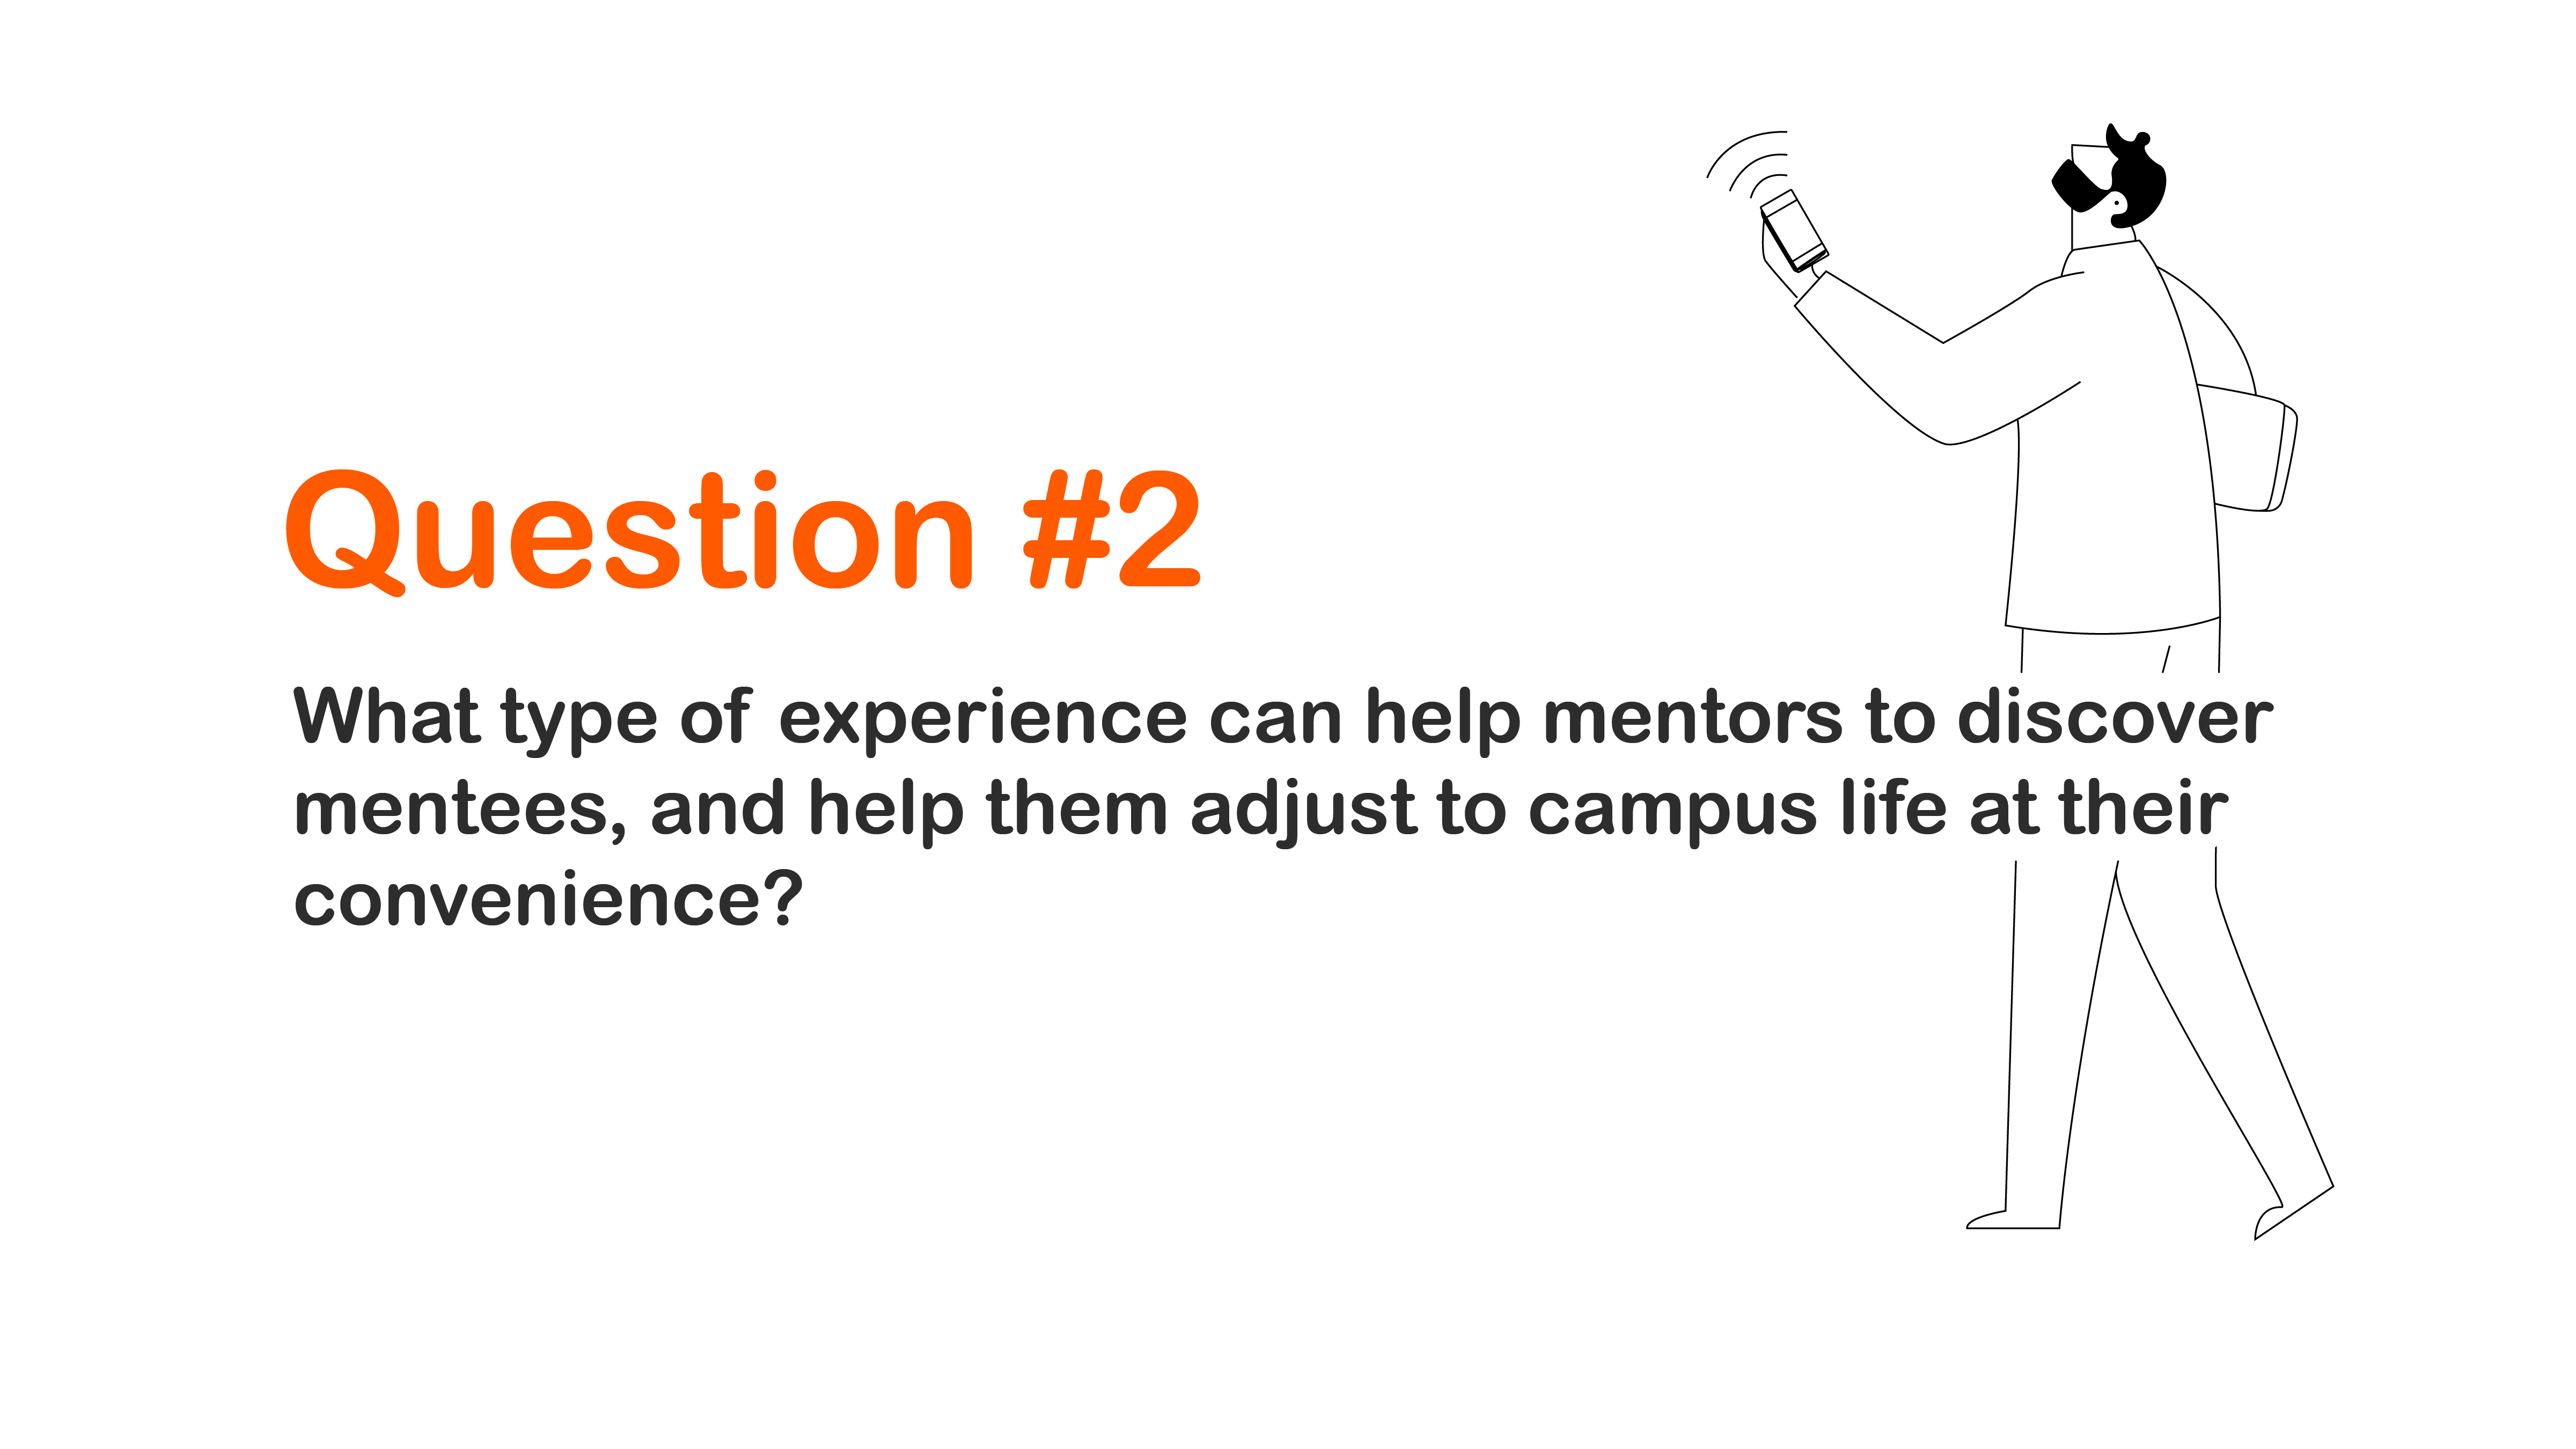 Question #2
What type of experience can help mentors to discover
mentees, and help them adjust to campus life at their
convenience?